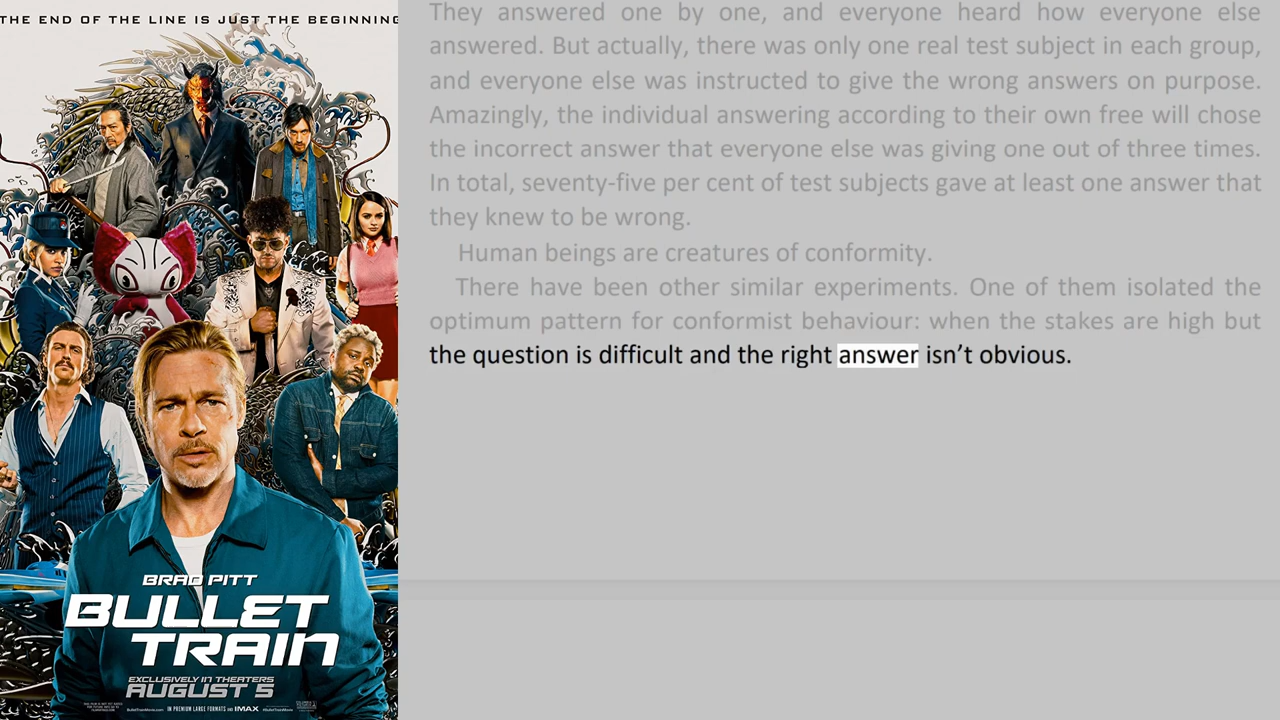 THE END OF THE LINE IS JUST THE BEGINNING
BRAD PITT
BULLET
TRAIN
EXCLUSIVELY IN THEATERS
AUGUST 5
BulletTrainMovie.com
IN PREMIUM LARGE FORMATS AND IMAX
#BulletTrainMovie
They answered one by one, and everyone heard how everyone else
answered. But actually, there was only one real test subject in each group,
and everyone else was instructed to give the wrong answers on purpose.
Amazingly, the individual answering according to their own free will chose
the incorrect answer that everyone else was giving one out of three times.
In total, seventy-five per cent of test subjects gave at least one answer that
they knew to be wrong.
Human beings are creatures of conformity.
There have been other similar experiments. One of them isolated the
optimum pattern for conformist behaviour: when the stakes are high but
the question is difficult and the right answer isn’t obvious.